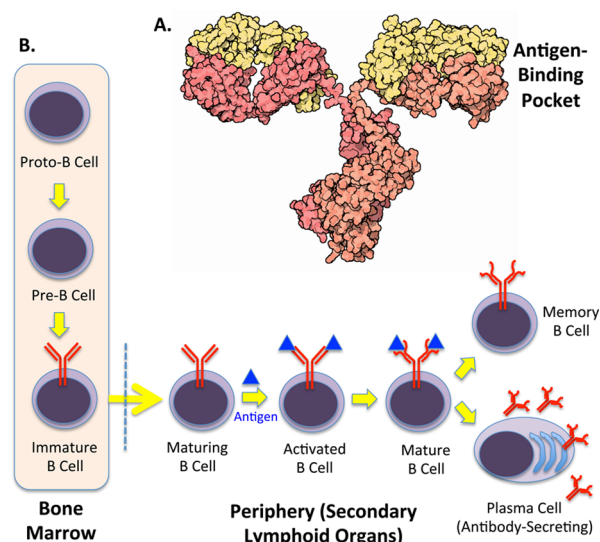 A.
B.
Antigen-
Binding
Pocket
Proto-B Cell
Pre-B Cell
Immature
B Cell
Bone
Marrow
Maturing
B Cell
Antigen
Activated
B Cell
Mature
B Cell
Memory
B Cell
Plasma Cell
(Antibody-Secreting)
Periphery (Secondary
Lymphoid Organs)